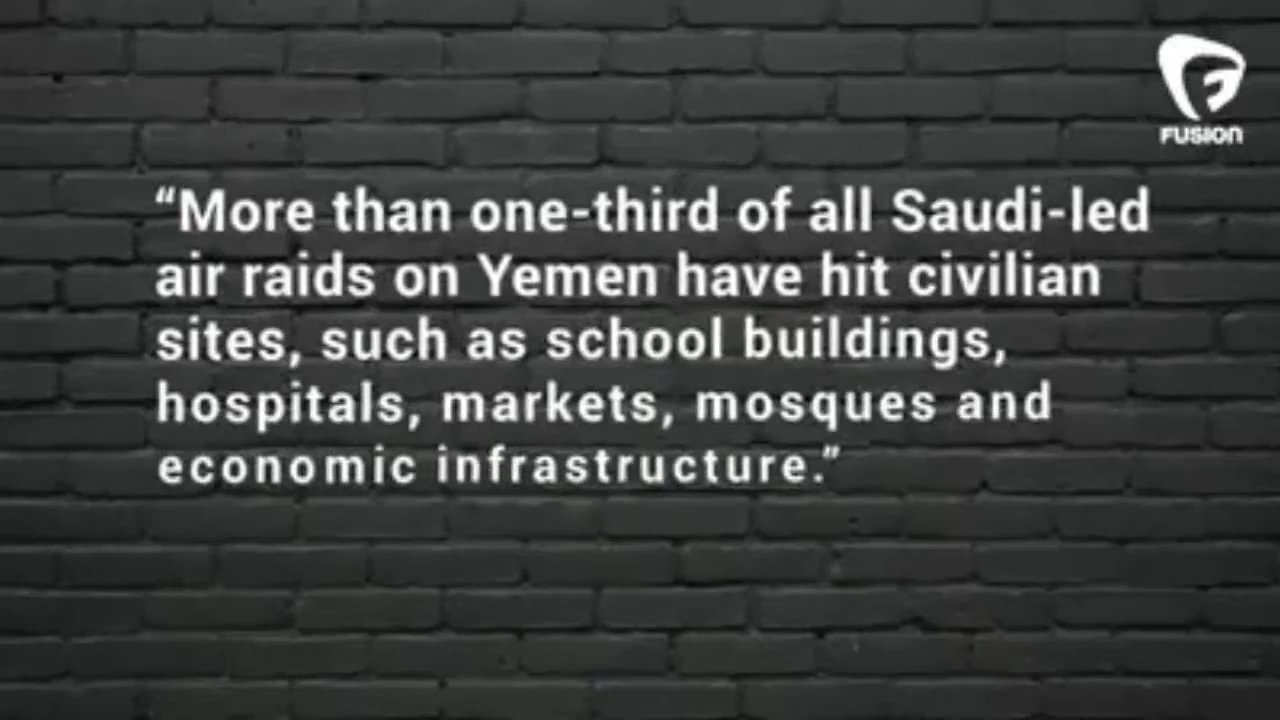 FUSION
“More than one-third of all Saudi-led
air raids on Yemen have hit civilian
sites, such as school buildings,
hospitals, markets, mosques and
economic infrastructure.”